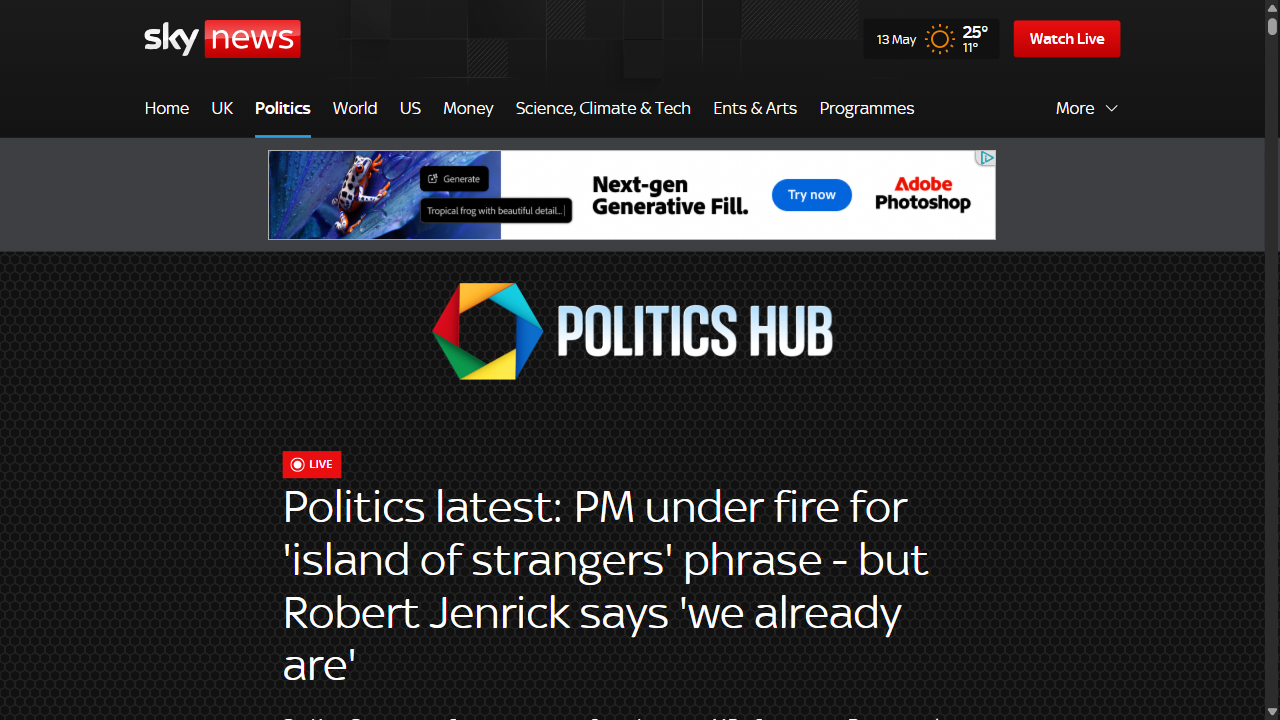 sky news
13 May
25°
11°
Watch Live
Home
UK
Politics
World
US
Money
Science, Climate & Tech
Ents & Arts
Programmes
More
Generate
Tropical frog with beautiful detail...
Next-gen
Generative Fill.
Try now
Adobe
Photoshop
POLITICS HUB
LIVE
Politics latest: PM under fire for
'island of strangers' phrase - but
Robert Jenrick says 'we already
are'